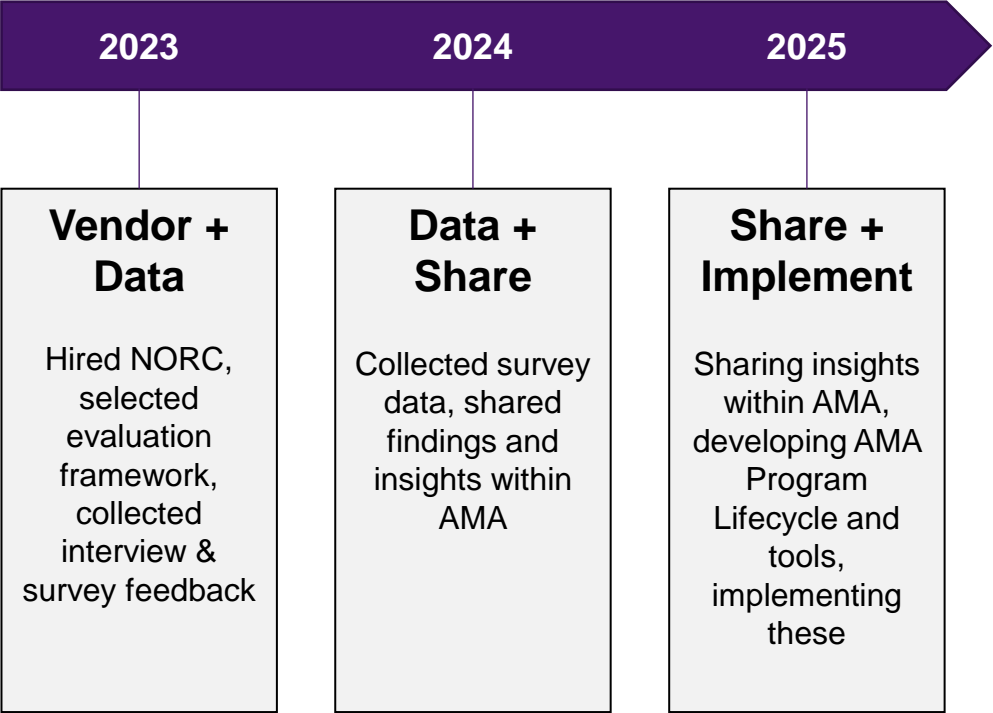 2023
2024
2025
Vendor +
Data
Hired NORC,
selected
evaluation
framework,
collected
interview &
survey feedback
Data +
Share
Collected survey
data, shared
findings and
insights within
AMA
Share +
Implement
Sharing insights
within AMA,
developing AMA
Program
Lifecycle and
tools,
implementing
these